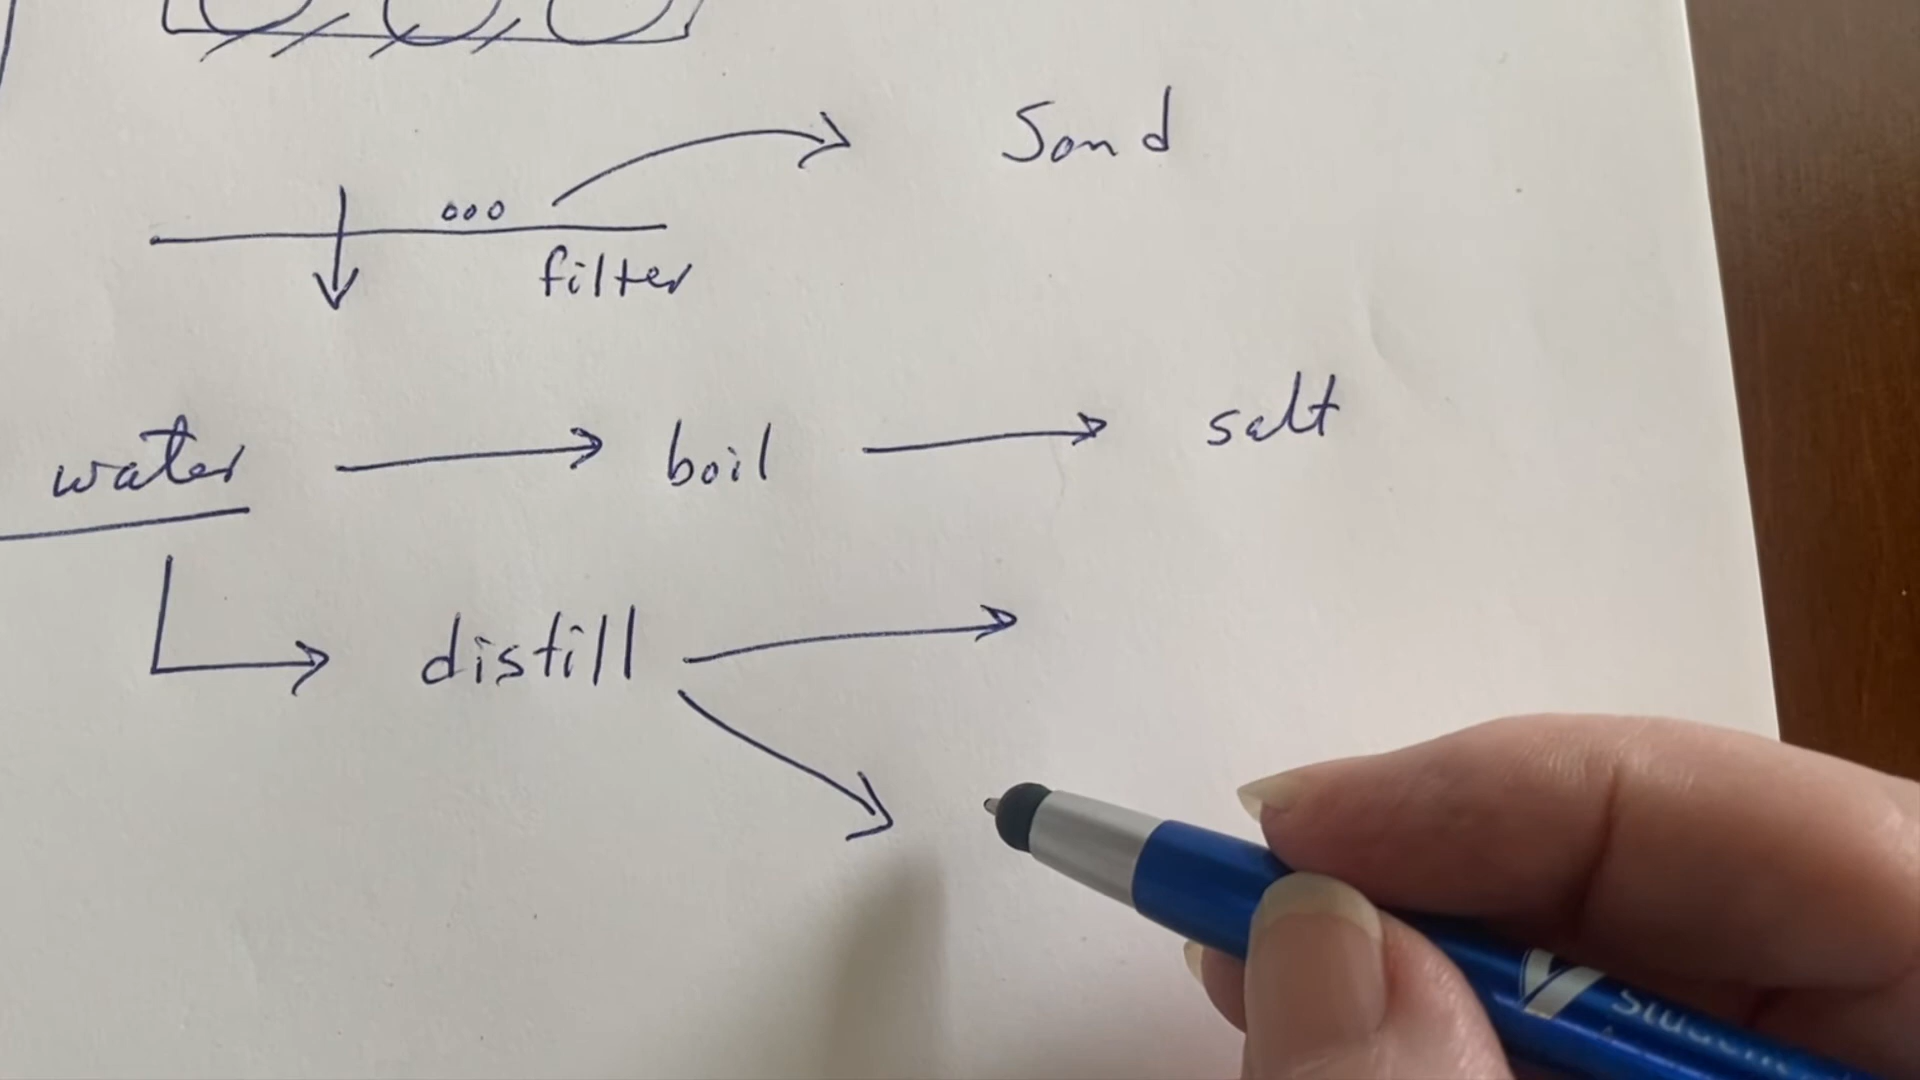 Sand
ooo
filter
water boil salt
distill